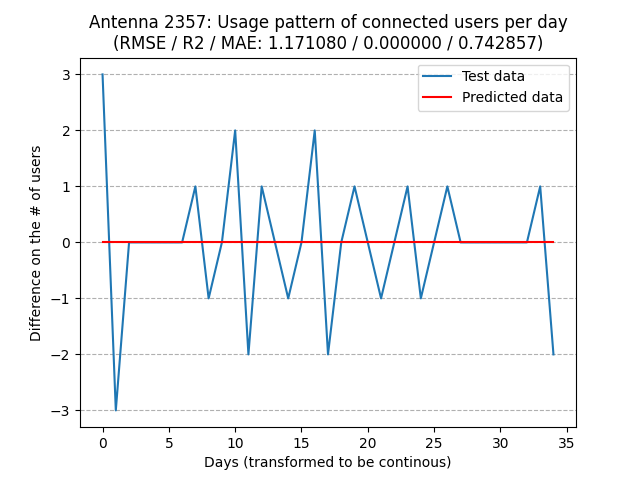 Antenna 2357: Usage pattern of connected users per day
(RMSE / R2 / MAE: 1.171080 / 0.000000 / 0.742857)
Test data
Predicted data
Difference on the # of users
3
2
1
0
−1
−2
−3
0 5 10 15 20 25 30 35
Days (transformed to be continous)